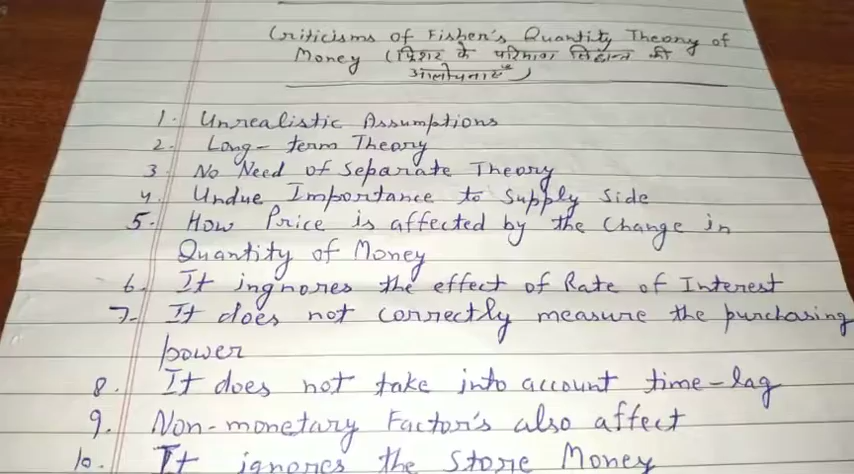 Criticisms of Fisher's Quantity Theory of
Money (फिशर के परिमाण सिद्धान्त की
आलोचनाएँ)
1. Unrealistic Assumptions
2. Long-term Theory
3. No Need of Separate Theory
4. Undue Importance to Supply Side
5. How Price is affected by the Change in
Quantity of Money
6. It ingnores the effect of Rate of Interest
7. It does not correctly measure the purchasing
power
8. It does not take into account time-lag
9. Non-monetary Factor's also affect
10. It ignores the Store Money